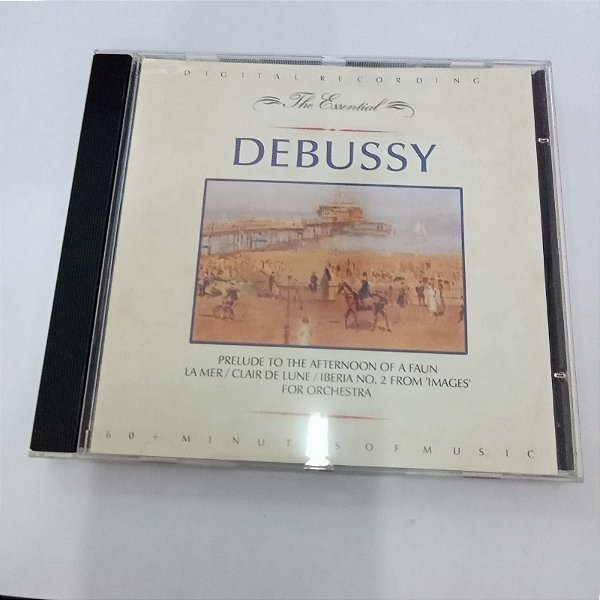 DIGITAL RECORDING
The Essential
DEBUSSY
PRELUDE TO THE AFTERNOON OF A FAUN
LA MER / CLAIR DE LUNE / IBERIA NO. 2 FROM 'IMAGES'
FOR ORCHESTRA
60+ MINUTES OF MUSIC